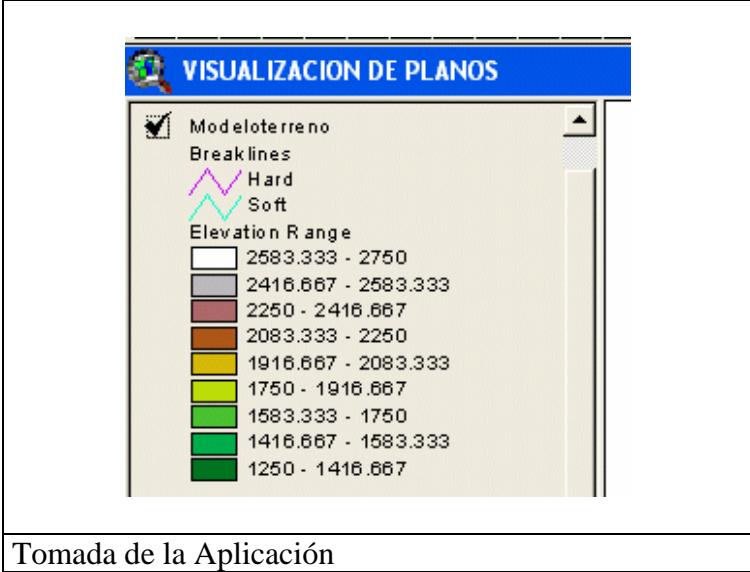 VISUALIZACION DE PLANOS
Modeloterreno
Breaklines
Hard
Soft
Elevation Range
2583.333 - 2750
2416.667 - 2583.333
2250 - 2416.667
2083.333 - 2250
1916.667 - 2083.333
1750 - 1916.667
1583.333 - 1750
1416.667 - 1583.333
1250 - 1416.667
Tomada de la Aplicación